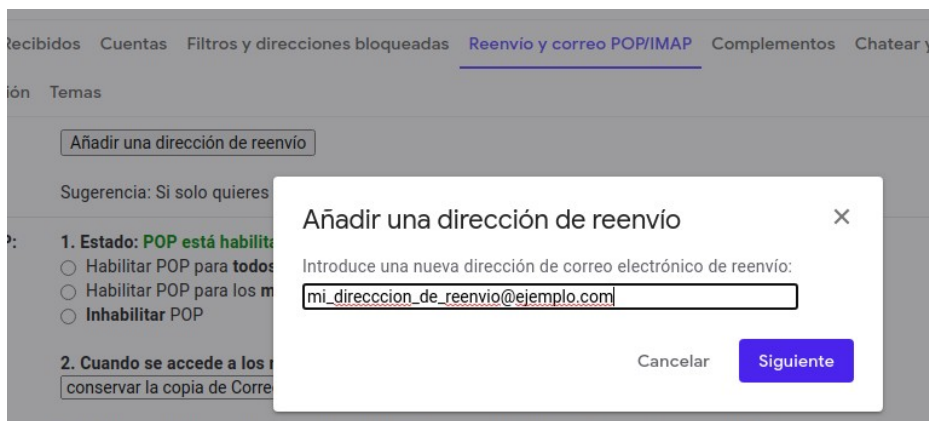 Recibidos Cuentas Filtros y direcciones bloqueadas Reenvío y correo POP/IMAP Complementos Chatear y
ión Temas
Añadir una dirección de reenvío
Sugerencia: Si solo quieres
Añadir una dirección de reenvío
Introduce una nueva dirección de correo electrónico de reenvío:
mi_direcccion_de_reenvio@ejemplo.com
Cancelar Siguiente
P:
1. Estado: POP está habilita
Habilitar POP para todos
Habilitar POP para los m
Inhabilitar POP
2. Cuando se accede a los
conservar la copia de Corre